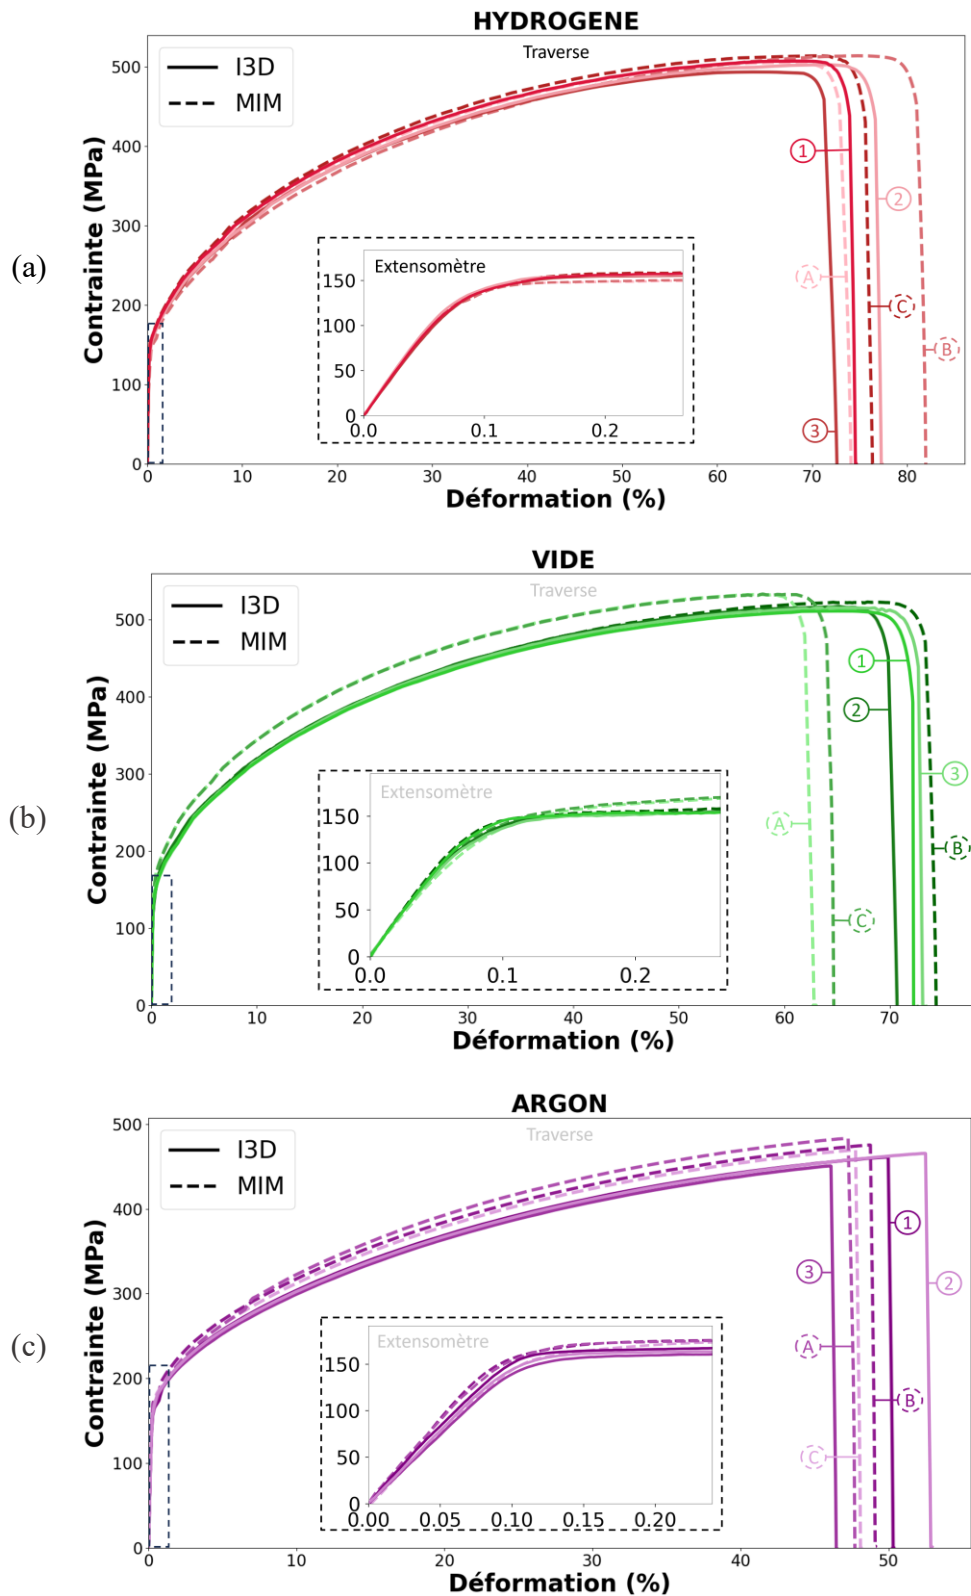 HYDROGENE
Traverse
I3D
MIM
Contrainte (MPa)
500
400
300
200
100
0
(a)
Extensomètre
150
100
50
0
0.0 0.1 0.2
1
2
A
C
B
3
0 10 20 30 40 50 60 70 80
Déformation (%)
VIDE
Traverse
I3D
MIM
Contrainte (MPa)
500
400
300
200
100
0
(b)
Extensomètre
150
100
50
0
0.0 0.1 0.2
1
2
3
A
B
C
0 10 20 30 40 50 60 70
Déformation (%)
ARGON
Traverse
I3D
MIM
Contrainte (MPa)
500
400
300
200
100
0
(c)
Extensomètre
150
100
50
0
0.00 0.05 0.10 0.15 0.20
1
3
2
A
B
C
0 10 20 30 40 50
Déformation (%)